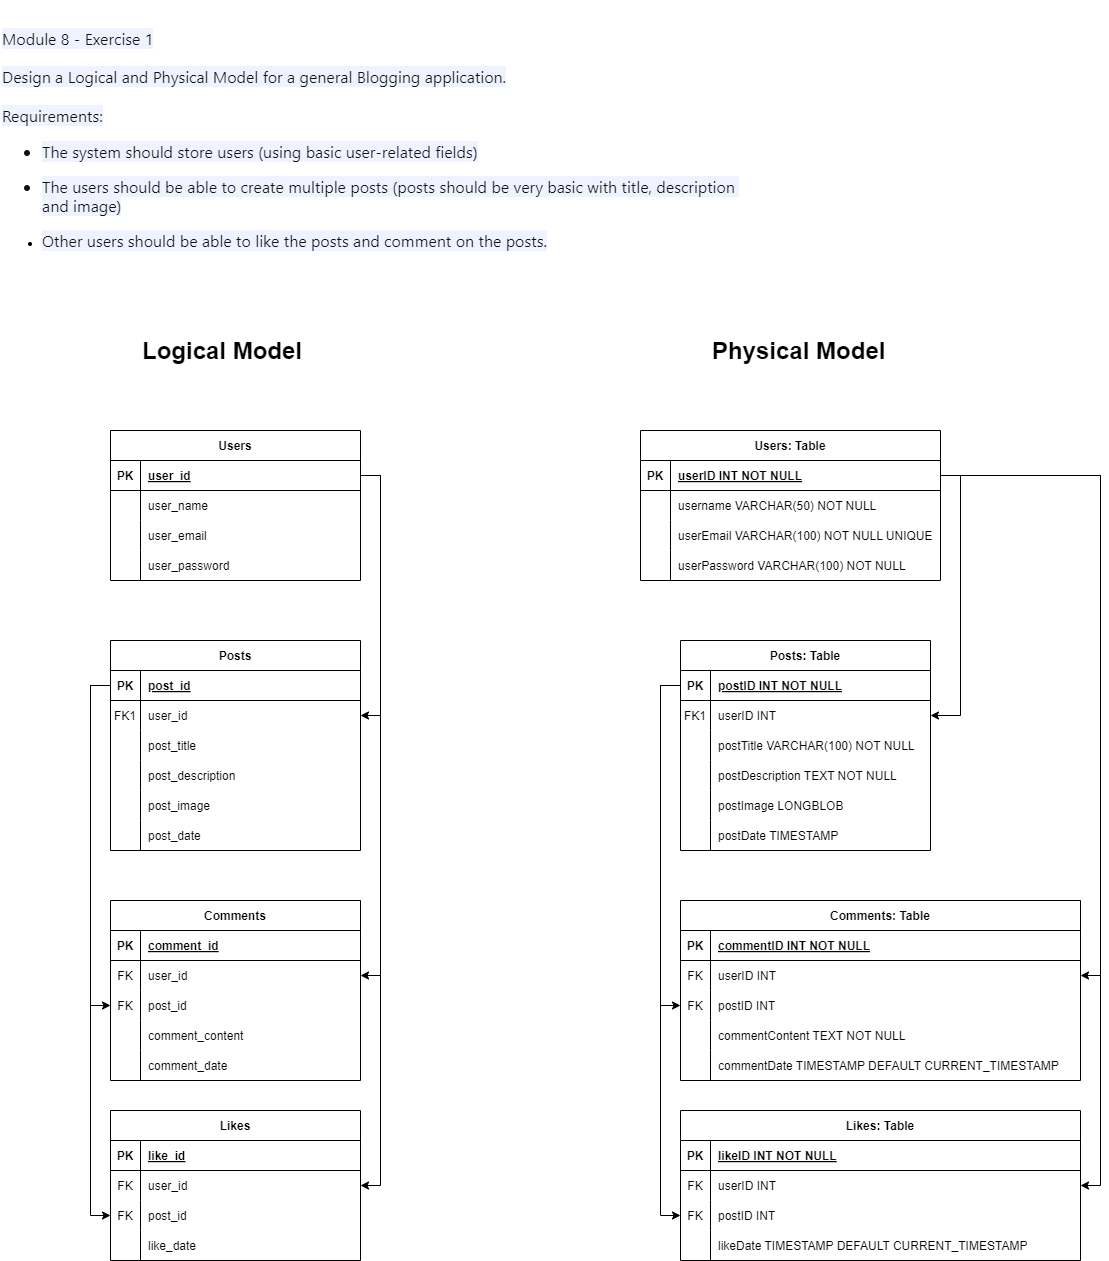 Module 8 - Exercise 1
Design a Logical and Physical Model for a general Blogging application.
Requirements:
• The system should store users (using basic user-related fields)
• The users should be able to create multiple posts (posts should be very basic with title, description
and image)
• Other users should be able to like the posts and comment on the posts.
Logical Model
Users
PK user_id
user_name
user_email
user_password
Posts
PK post_id
FK1 user_id
post_title
post_description
post_image
post_date
Comments
PK comment_id
FK user_id
FK post_id
comment_content
comment_date
Likes
PK like_id
FK user_id
FK post_id
like_date
Physical Model
Users: Table
PK userID INT NOT NULL
username VARCHAR(50) NOT NULL
userEmail VARCHAR(100) NOT NULL UNIQUE
userPassword VARCHAR(100) NOT NULL
Posts: Table
PK postID INT NOT NULL
FK1 userID INT
postTitle VARCHAR(100) NOT NULL
postDescription TEXT NOT NULL
postImage LONGBLOB
postDate TIMESTAMP
Comments: Table
PK commentID INT NOT NULL
FK userID INT
FK postID INT
commentContent TEXT NOT NULL
commentDate TIMESTAMP DEFAULT CURRENT_TIMESTAMP
Likes: Table
PK likeID INT NOT NULL
FK userID INT
FK postID INT
likeDate TIMESTAMP DEFAULT CURRENT_TIMESTAMP